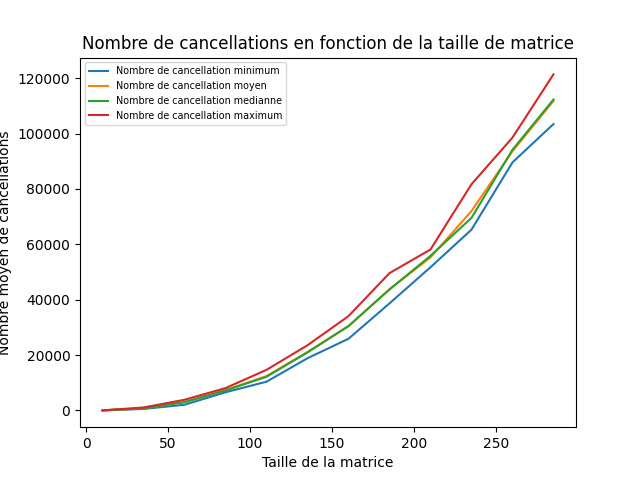 Nombre de cancellations en fonction de la taille de matrice
Nombre de cancellation minimum
Nombre de cancellation moyen
Nombre de cancellation medianne
Nombre de cancellation maximum
Nombre moyen de cancellations
120000
100000
80000
60000
40000
20000
0
0 50 100 150 200 250
Taille de la matrice